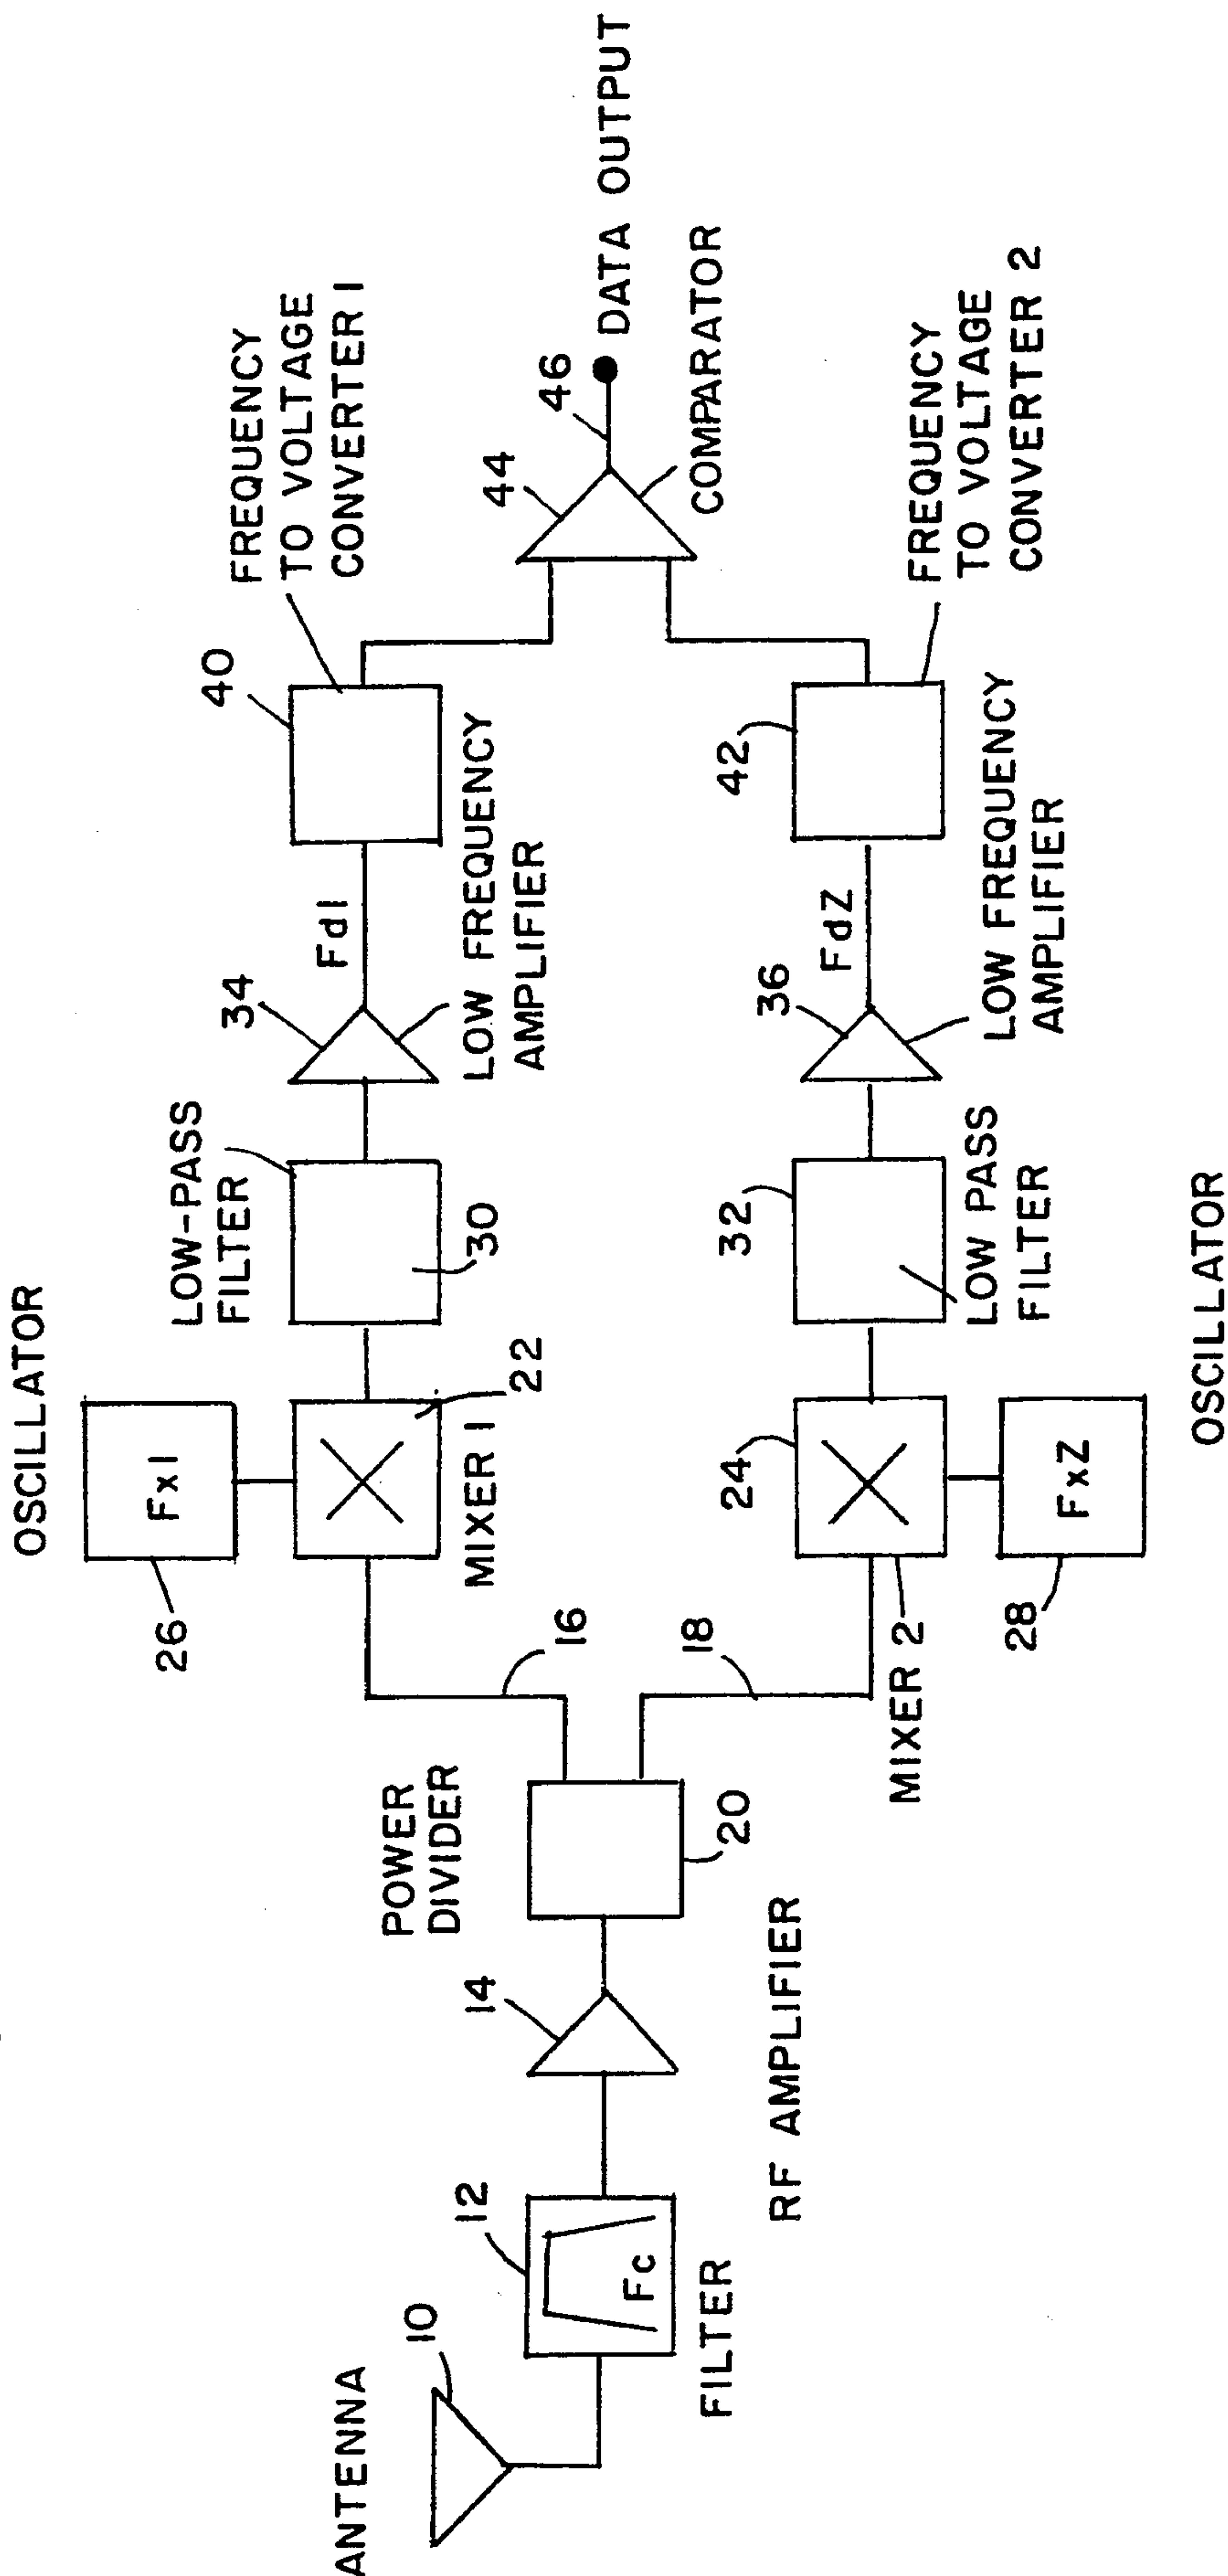 ANTENNA
10
12
Fc
FILTER
14
RF AMPLIFIER
POWER
DIVIDER
20
16
18
OSCILLATOR
26
Fx1
22
MIXER 1
LOW-PASS
FILTER
30
34
LOW FREQUENCY
AMPLIFIER
Fd1
40
FREQUENCY
TO VOLTAGE
CONVERTER 1
24
MIXER 2
28
FxZ
OSCILLATOR
32
LOW PASS
FILTER
36
LOW FREQUENCY
AMPLIFIER
FdZ
42
FREQUENCY
TO VOLTAGE
CONVERTER 2
44
COMPARATOR
46
DATA OUTPUT